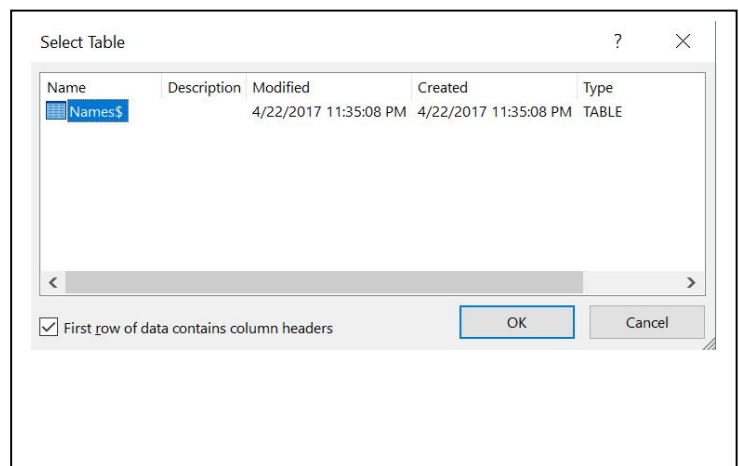 Select Table ?
Name Description Modified Created Type
Names$ 4/22/2017 11:35:08 PM 4/22/2017 11:35:08 PM TABLE
First row of data contains column headers OK Cancel